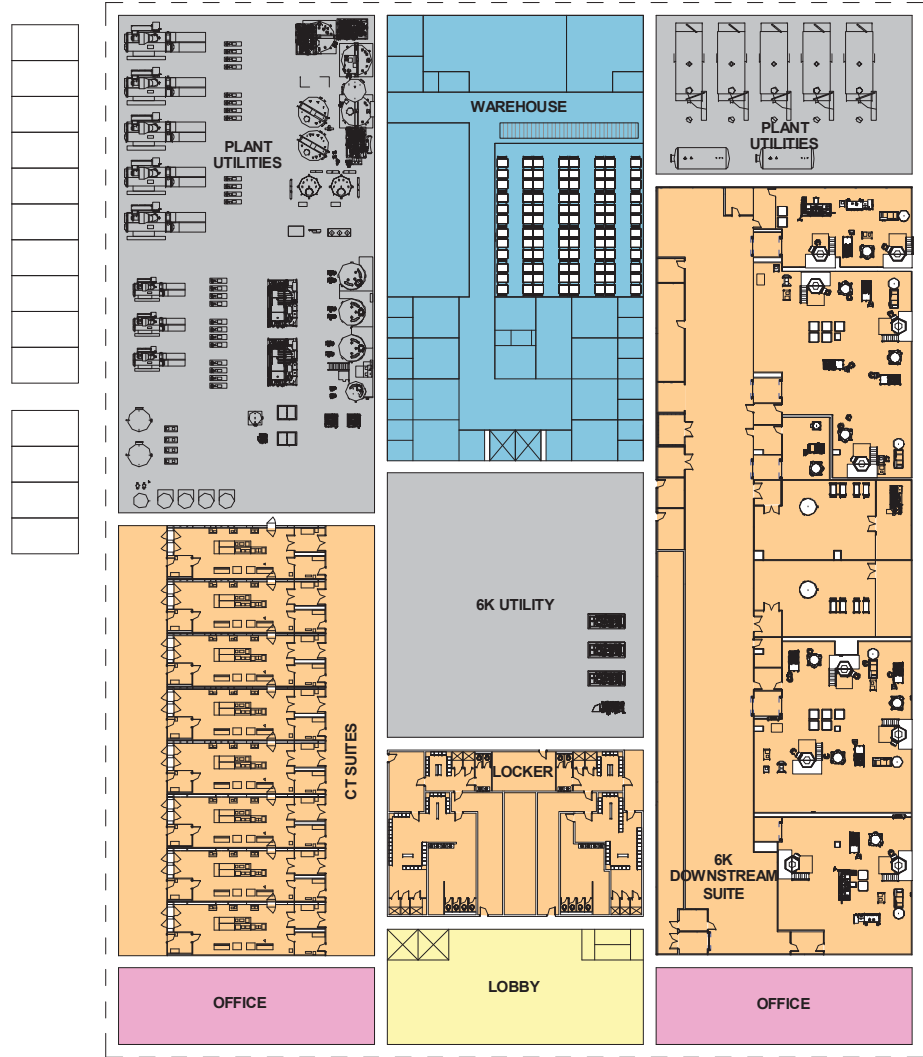 WAREHOUSE
PLANT
UTILITIES
PLANT
UTILITIES
6K UTILITY
CT SUITES
LOCKER
6K
DOWNSTREAM
SUITE
OFFICE
LOBBY
OFFICE